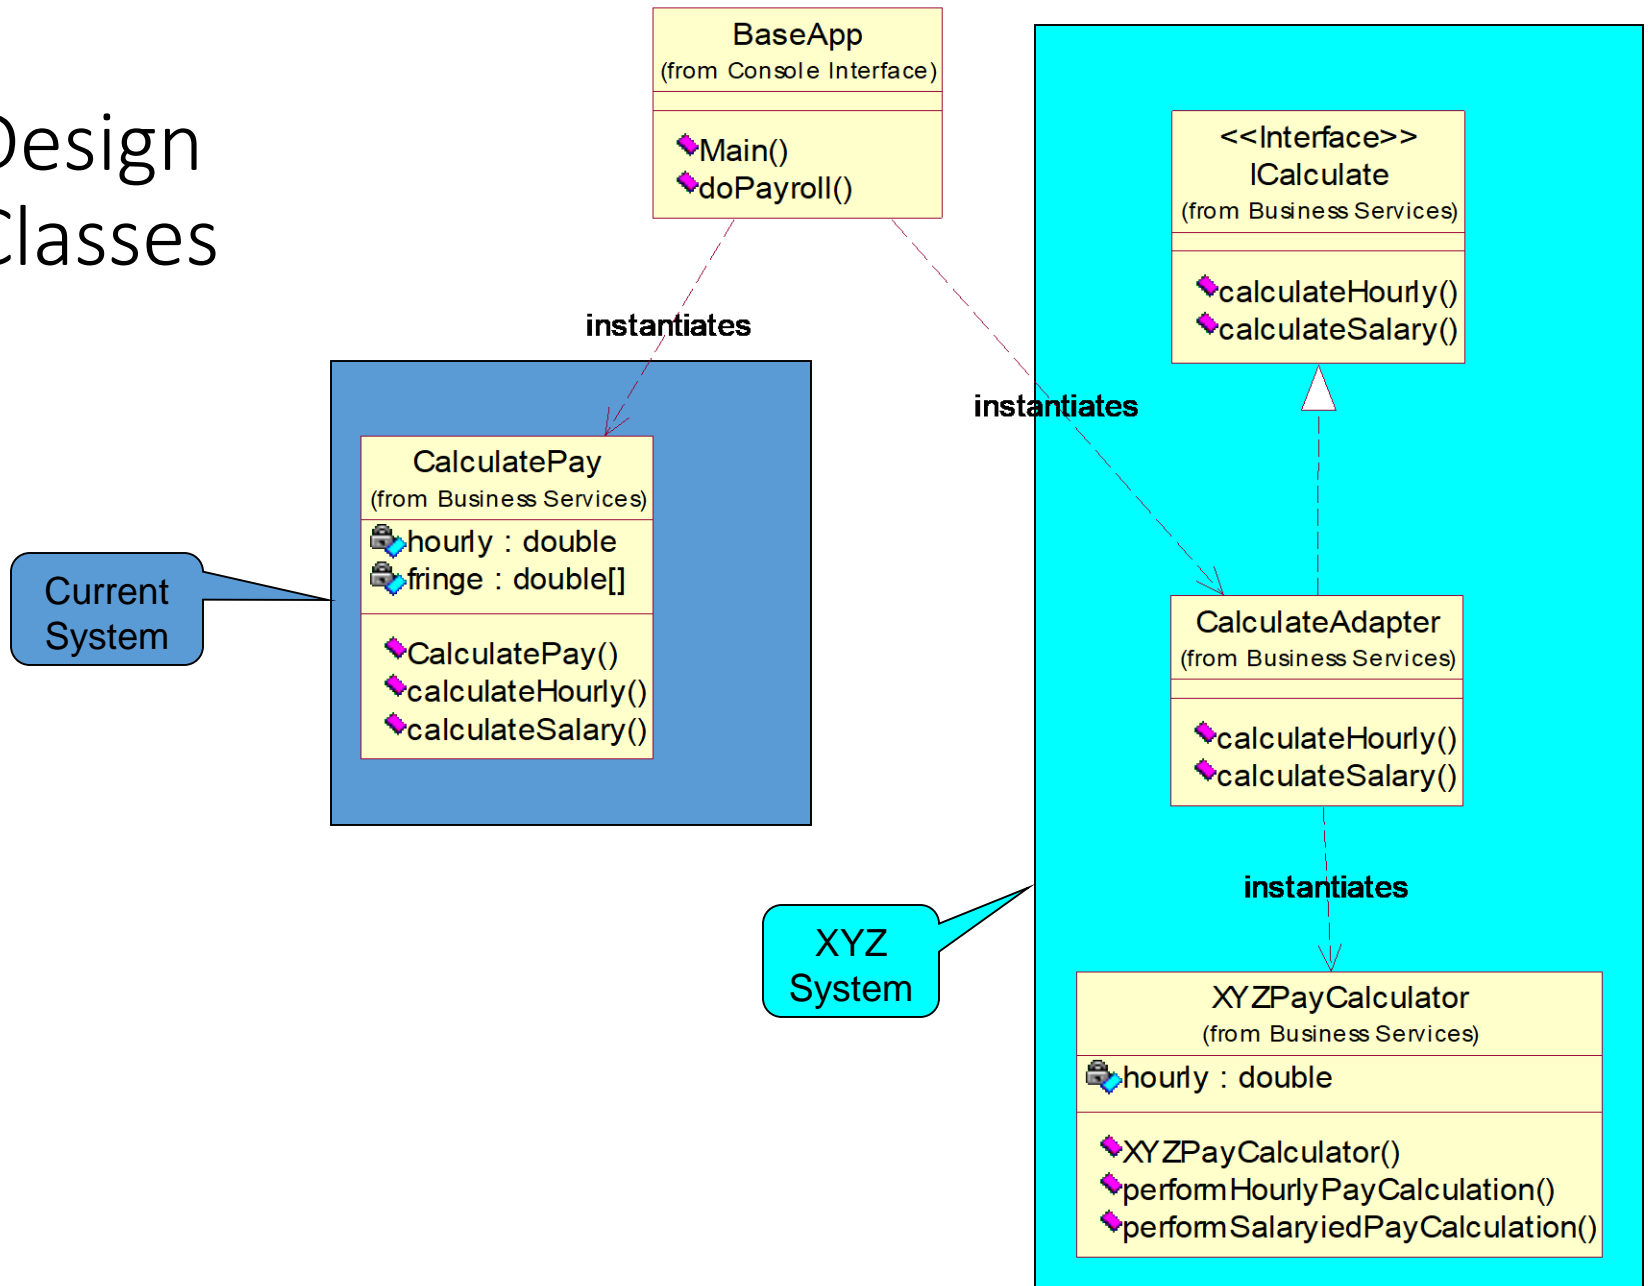 Design
Classes
BaseApp
(from Console Interface)
Main()
doPayroll()
<<Interface>>
ICalculate
(from Business Services)
calculateHourly()
calculateSalary()
instantiates
instantiates
CalculatePay
(from Business Services)
hourly : double
fringe : double[]
CalculatePay()
calculateHourly()
calculateSalary()
Current
System
CalculateAdapter
(from Business Services)
calculateHourly()
calculateSalary()
instantiates
XYZ
System
XYZPayCalculator
(from Business Services)
hourly : double
XYZPayCalculator()
performHourlyPayCalculation()
performSalaryiedPayCalculation()